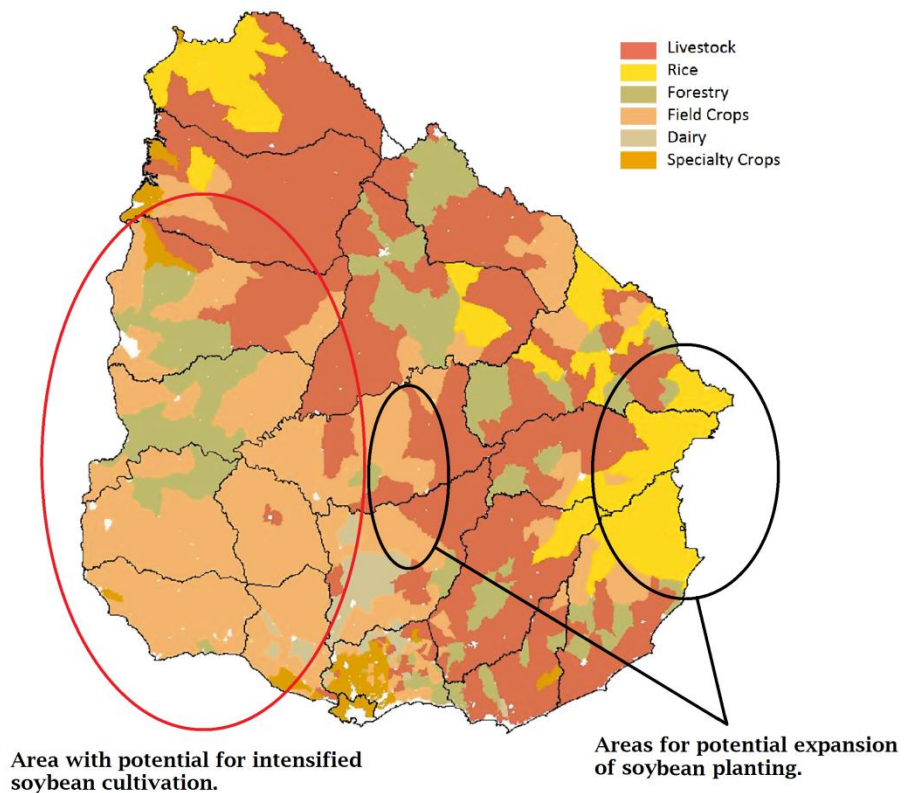 Livestock
Rice
Forestry
Field Crops
Dairy
Specialty Crops
Area with potential for intensified
soybean cultivation.
Areas for potential expansion
of soybean planting.